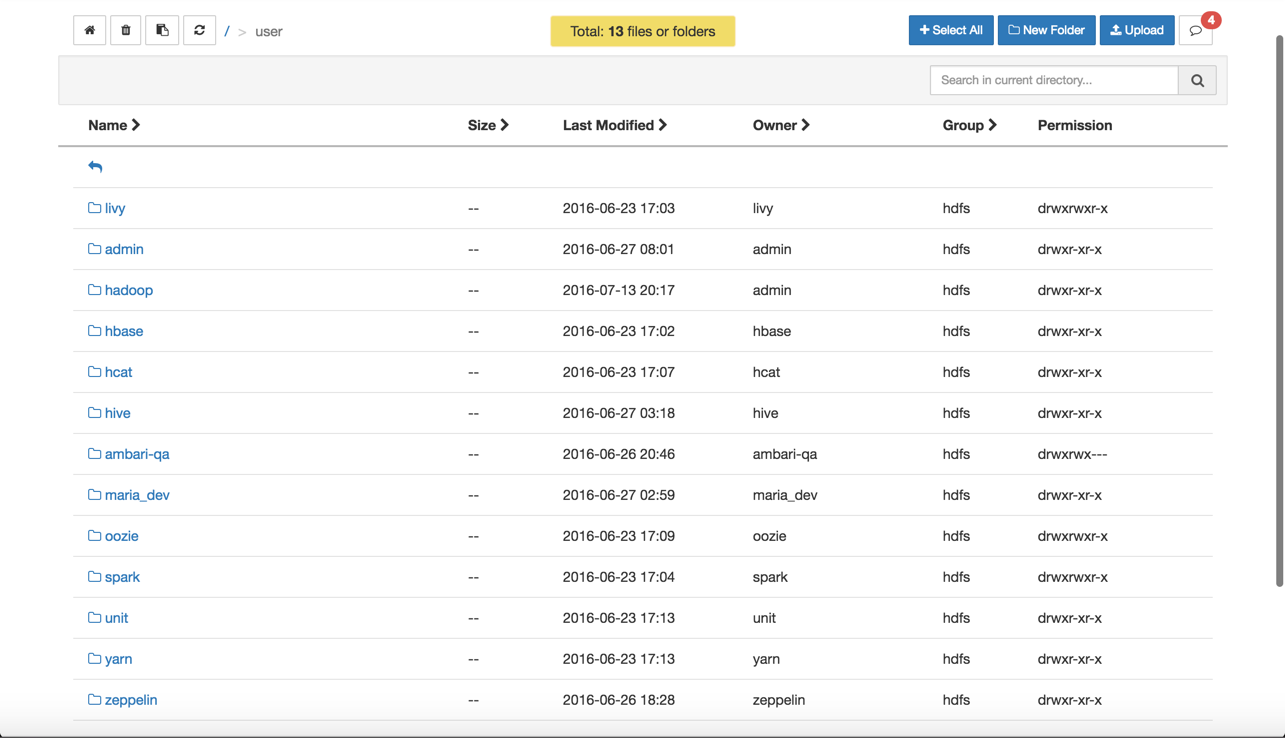 / > user Total: 13 files or folders Select All New Folder Upload 4
Search in current directory...
Name Size Last Modified Owner Group Permission
livy -- 2016-06-23 17:03 livy hdfs drwxrwxr-x
admin -- 2016-06-27 08:01 admin hdfs drwxr-xr-x
hadoop -- 2016-07-13 20:17 admin hdfs drwxr-xr-x
hbase -- 2016-06-23 17:02 hbase hdfs drwxr-xr-x
hcat -- 2016-06-23 17:07 hcat hdfs drwxr-xr-x
hive -- 2016-06-27 03:18 hive hdfs drwxr-xr-x
ambari-qa -- 2016-06-26 20:46 ambari-qa hdfs drwxrwx---
maria_dev -- 2016-06-27 02:59 maria_dev hdfs drwxr-xr-x
oozie -- 2016-06-23 17:09 oozie hdfs drwxrwxr-x
spark -- 2016-06-23 17:04 spark hdfs drwxrwxr-x
unit -- 2016-06-23 17:13 unit hdfs drwxr-xr-x
yarn -- 2016-06-23 17:13 yarn hdfs drwxr-xr-x
zeppelin -- 2016-06-26 18:28 zeppelin hdfs drwxr-xr-x